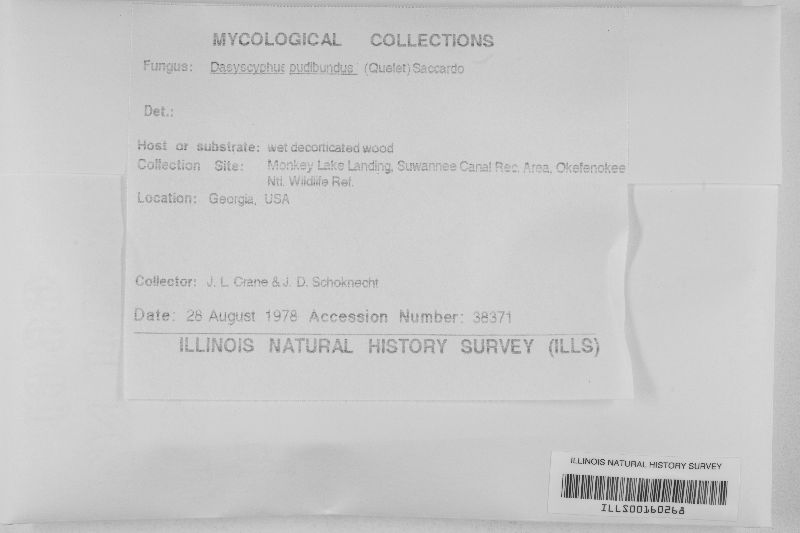 MYCOLOGICAL COLLECTIONS
Fungus: Dasyscyphus pudibundus (Quelet) Saccardo
Det.:
Host or substrate: wet decorticated wood
Collection Site: Monkey Lake Landing, Suwannee Canal Rec. Area, Okefenokee
Ntl. Wildlife Ref.
Location: Georgia, USA
Collector: J. L. Crane & J. D. Schoknecht
Date: 28 August 1978 Accession Number: 38371
ILLINOIS NATURAL HISTORY SURVEY (ILLS)
ILLINOIS NATURAL HISTORY SURVEY
ILLS00160269